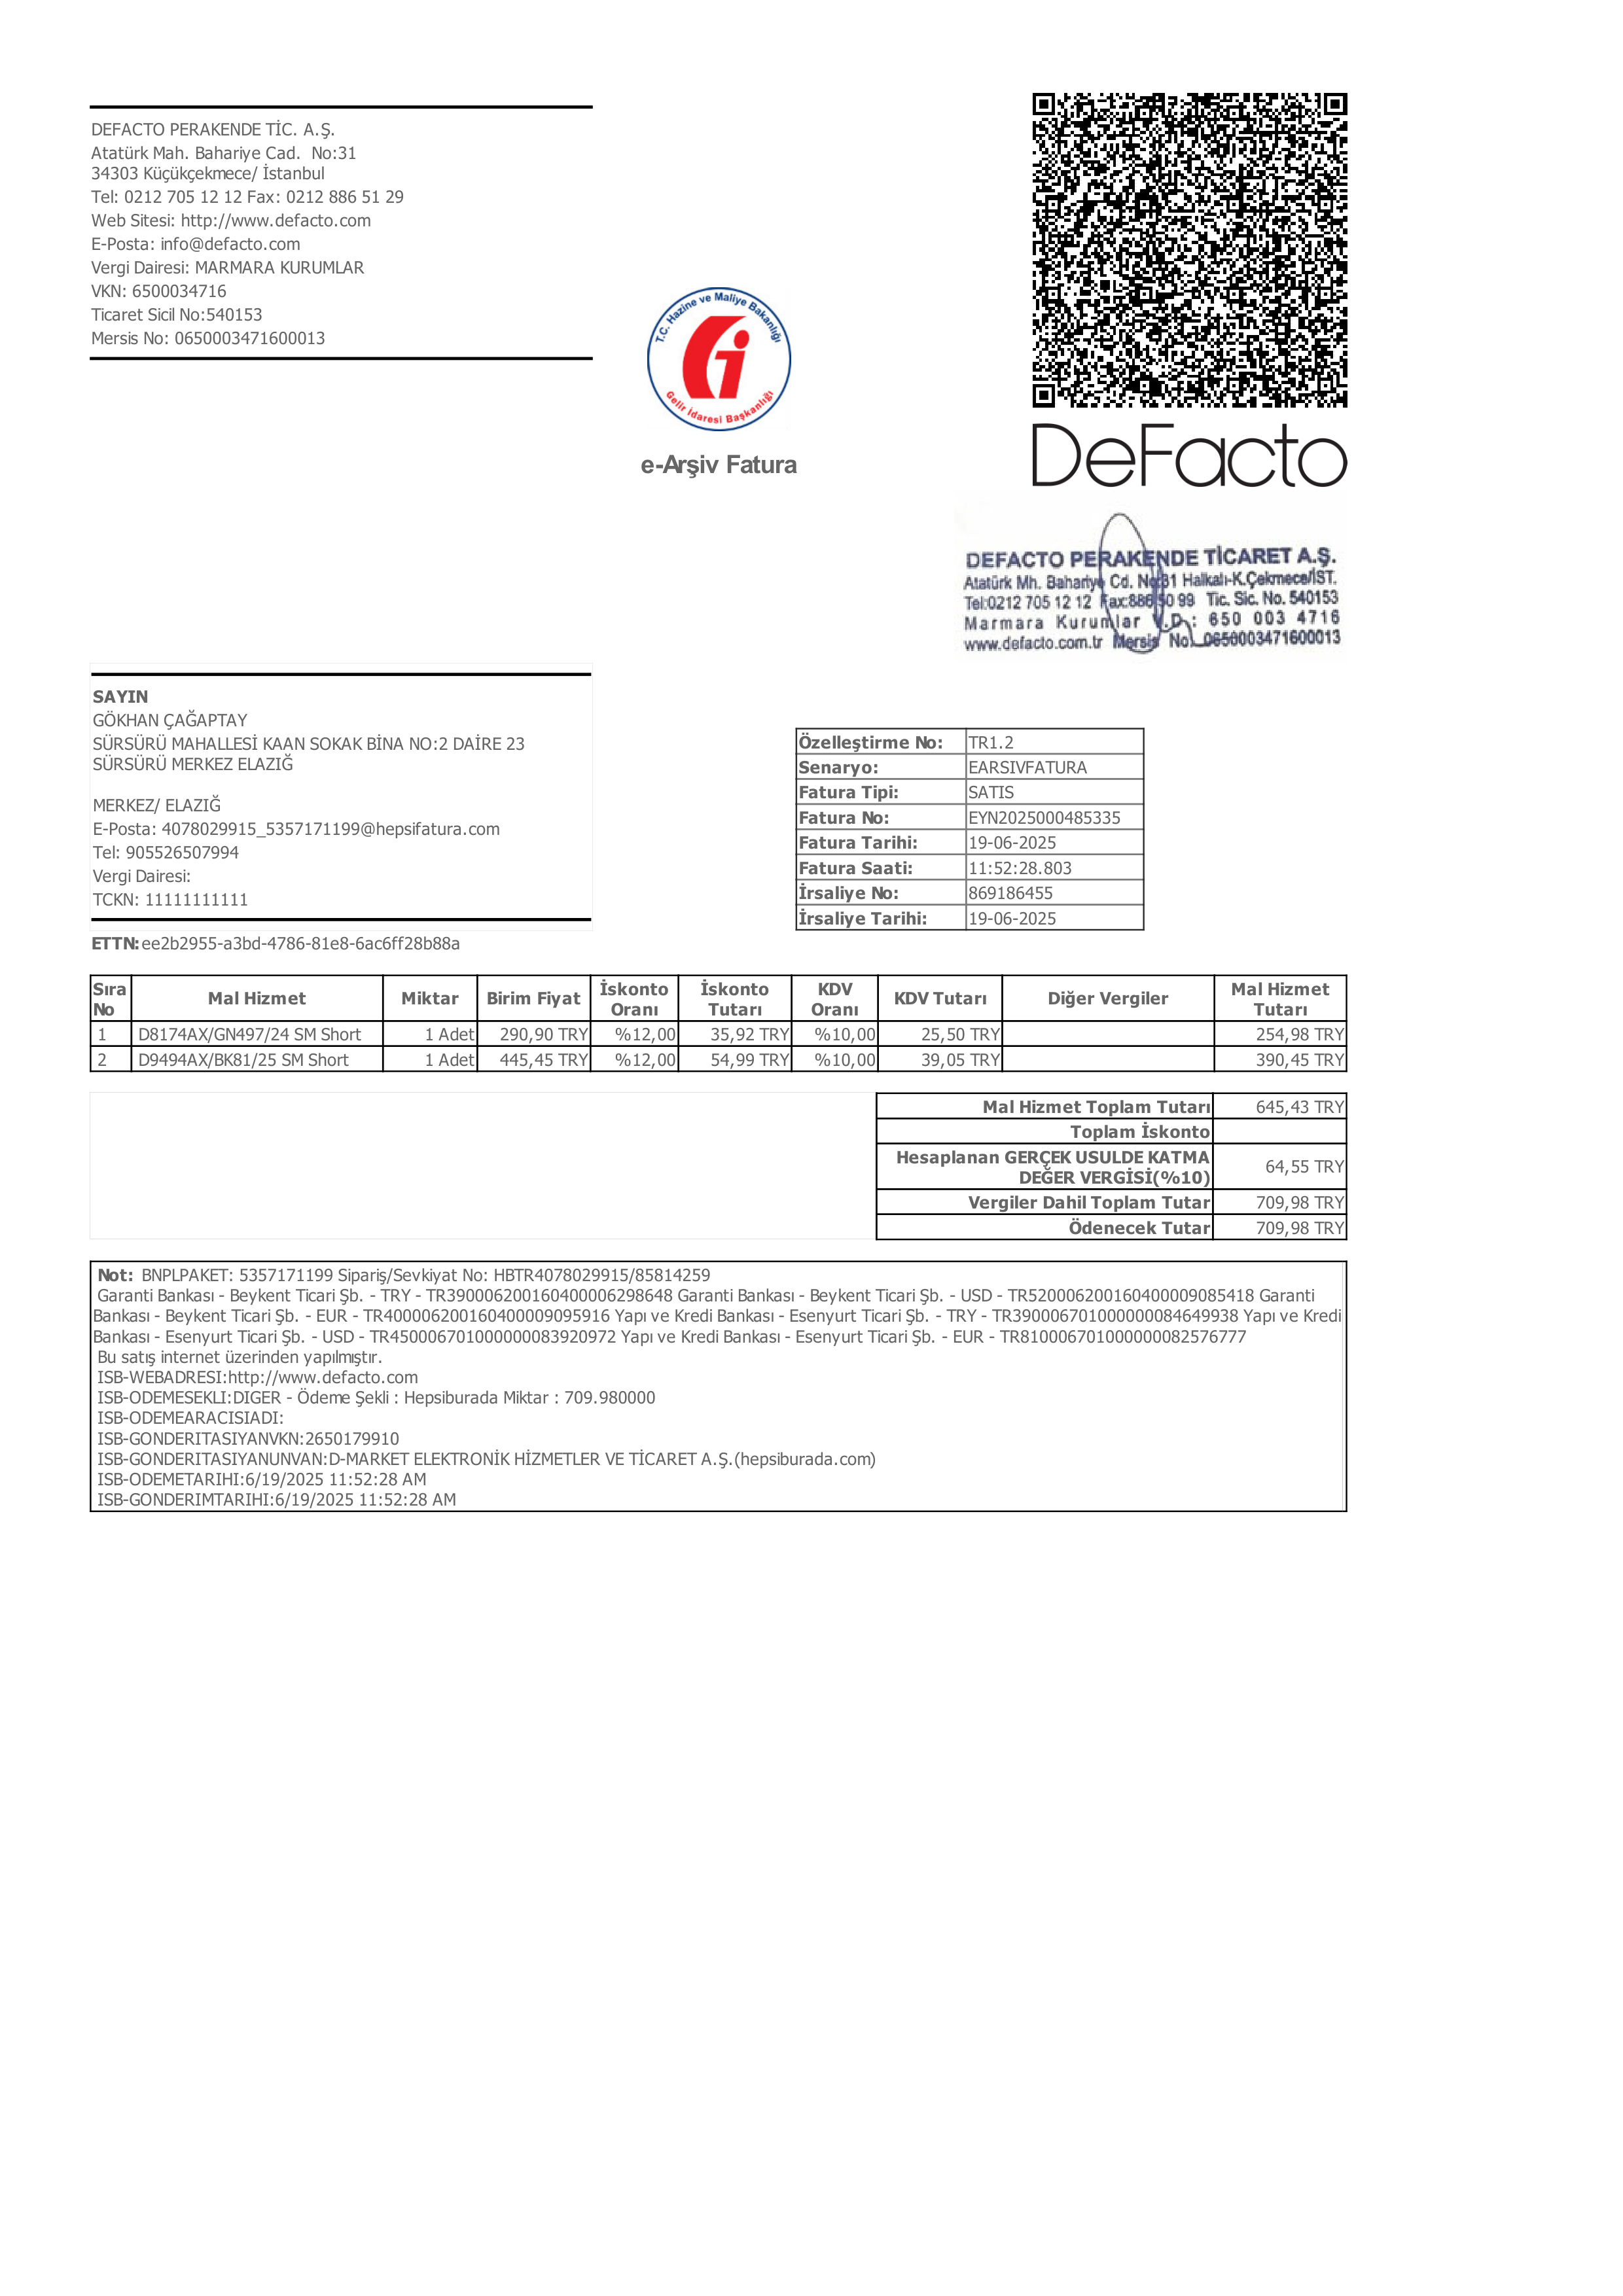 DEFACTO PERAKENDE TİC. A.Ş.
Atatürk Mah. Bahariye Cad.  No:31
34303 Küçükçekmece/ İstanbul
Tel: 0212 705 12 12 Fax: 0212 886 51 29
Web Sitesi: http://www.defacto.com
E-Posta: info@defacto.com
Vergi Dairesi: MARMARA KURUMLAR
VKN: 6500034716
Ticaret Sicil No:540153
Mersis No: 0650003471600013
T.C. Hazine ve Maliye Bakanlığı
Gelir İdaresi Başkanlığı
e-Arşiv Fatura
DeFacto
DEFACTO PERAKENDE TİCARET A.Ş.
Atatürk Mh. Bahariye Cd. No:31 Halkalı-K.Çekmece/İST.
Tel:0212 705 12 12 Fax:886 50 99 Tic. Sic. No. 540153
Marmara Kurumlar V.D.: 650 003 4716
www.defacto.com.tr Mersis No. 0650003471600013
SAYIN
GÖKHAN ÇAĞAPTAY
SÜRSÜRÜ MAHALLESİ KAAN SOKAK BİNA NO:2 DAİRE 23
SÜRSÜRÜ MERKEZ ELAZIĞ
MERKEZ/ ELAZIĞ
E-Posta: 4078029915_5357171199@hepsifatura.com
Tel: 905526507994
Vergi Dairesi:
TCKN: 11111111111
ETTN: ee2b2955-a3bd-4786-81e8-6ac6ff28b88a
Özelleştirme No: TR1.2
Senaryo: EARSIVFATURA
Fatura Tipi: SATIS
Fatura No: EYN2025000485335
Fatura Tarihi: 19-06-2025
Fatura Saati: 11:52:28.803
İrsaliye No: 869186455
İrsaliye Tarihi: 19-06-2025
Sıra No Mal Hizmet Miktar Birim Fiyat İskonto Oranı İskonto Tutarı KDV Oranı KDV Tutarı Diğer Vergiler Mal Hizmet Tutarı
1 D8174AX/GN497/24 SM Short 1 Adet 290,90 TRY %12,00 35,92 TRY %10,00 25,50 TRY 254,98 TRY
2 D9494AX/BK81/25 SM Short 1 Adet 445,45 TRY %12,00 54,99 TRY %10,00 39,05 TRY 390,45 TRY
Mal Hizmet Toplam Tutarı 645,43 TRY
Toplam İskonto
Hesaplanan GERÇEK USULDE KATMA
DEĞER VERGİSİ(%10) 64,55 TRY
Vergiler Dahil Toplam Tutar 709,98 TRY
Ödenecek Tutar 709,98 TRY
Not: BNPLPAKET: 5357171199 Sipariş/Sevkiyat No: HBTR4078029915/85814259
Garanti Bankası - Beykent Ticari Şb. - TRY - TR390006200160400006298648 Garanti Bankası - Beykent Ticari Şb. - USD - TR520006200160400009085418 Garanti
Bankası - Beykent Ticari Şb. - EUR - TR400006200160400009095916 Yapı ve Kredi Bankası - Esenyurt Ticari Şb. - TRY - TR390006701000000084649938 Yapı ve Kredi
Bankası - Esenyurt Ticari Şb. - USD - TR450006701000000083920972 Yapı ve Kredi Bankası - Esenyurt Ticari Şb. - EUR - TR810006701000000082576777
Bu satış internet üzerinden yapılmıştır.
ISB-WEBADRESI:http://www.defacto.com
ISB-ODEMESEKLI:DIGER - Ödeme Şekli : Hepsiburada Miktar : 709.980000
ISB-ODEMEARACISIADI:
ISB-GONDERITASIYANVKN:2650179910
ISB-GONDERITASIYANUNVAN:D-MARKET ELEKTRONİK HİZMETLER VE TİCARET A.Ş.(hepsiburada.com)
ISB-ODEMETARIHI:6/19/2025 11:52:28 AM
ISB-GONDERIMTARIHI:6/19/2025 11:52:28 AM